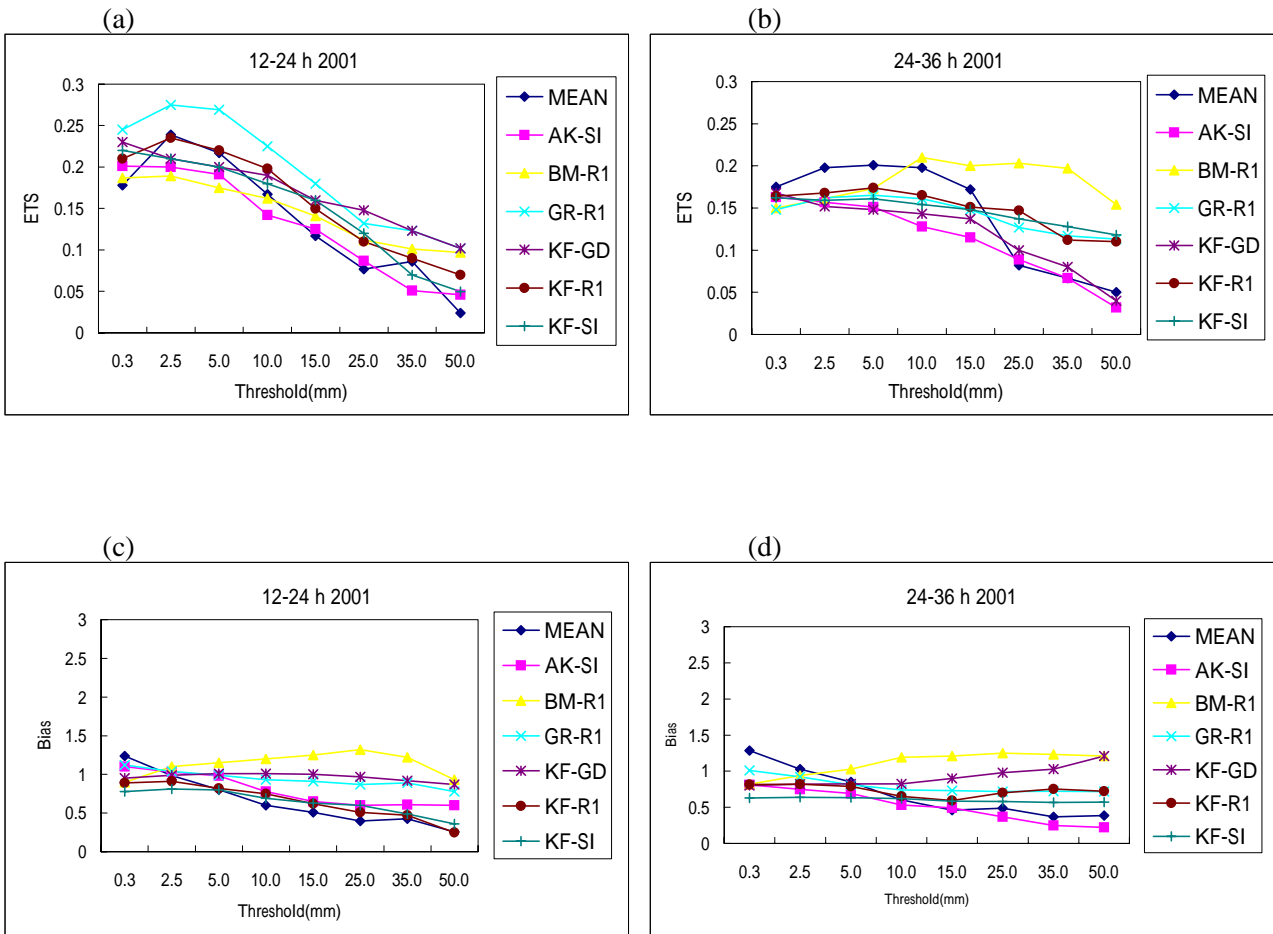 (a)
12-24 h 2001
ETS
0.3
0.25
0.2
0.15
0.1
0.05
0
0.3 2.5 5.0 10.0 15.0 25.0 35.0 50.0
Threshold(mm)
MEAN
AK-SI
BM-R1
GR-R1
KF-GD
KF-R1
KF-SI
(b)
24-36 h 2001
ETS
0.3
0.25
0.2
0.15
0.1
0.05
0
0.3 2.5 5.0 10.0 15.0 25.0 35.0 50.0
Threshold(mm)
MEAN
AK-SI
BM-R1
GR-R1
KF-GD
KF-R1
KF-SI
(c)
12-24 h 2001
Bias
3
2.5
2
1.5
1
0.5
0
0.3 2.5 5.0 10.0 15.0 25.0 35.0 50.0
Threshold(mm)
MEAN
AK-SI
BM-R1
GR-R1
KF-GD
KF-R1
KF-SI
(d)
24-36 h 2001
Bias
3
2.5
2
1.5
1
0.5
0
0.3 2.5 5.0 10.0 15.0 25.0 35.0 50.0
Threshold(mm)
MEAN
AK-SI
BM-R1
GR-R1
KF-GD
KF-R1
KF-SI